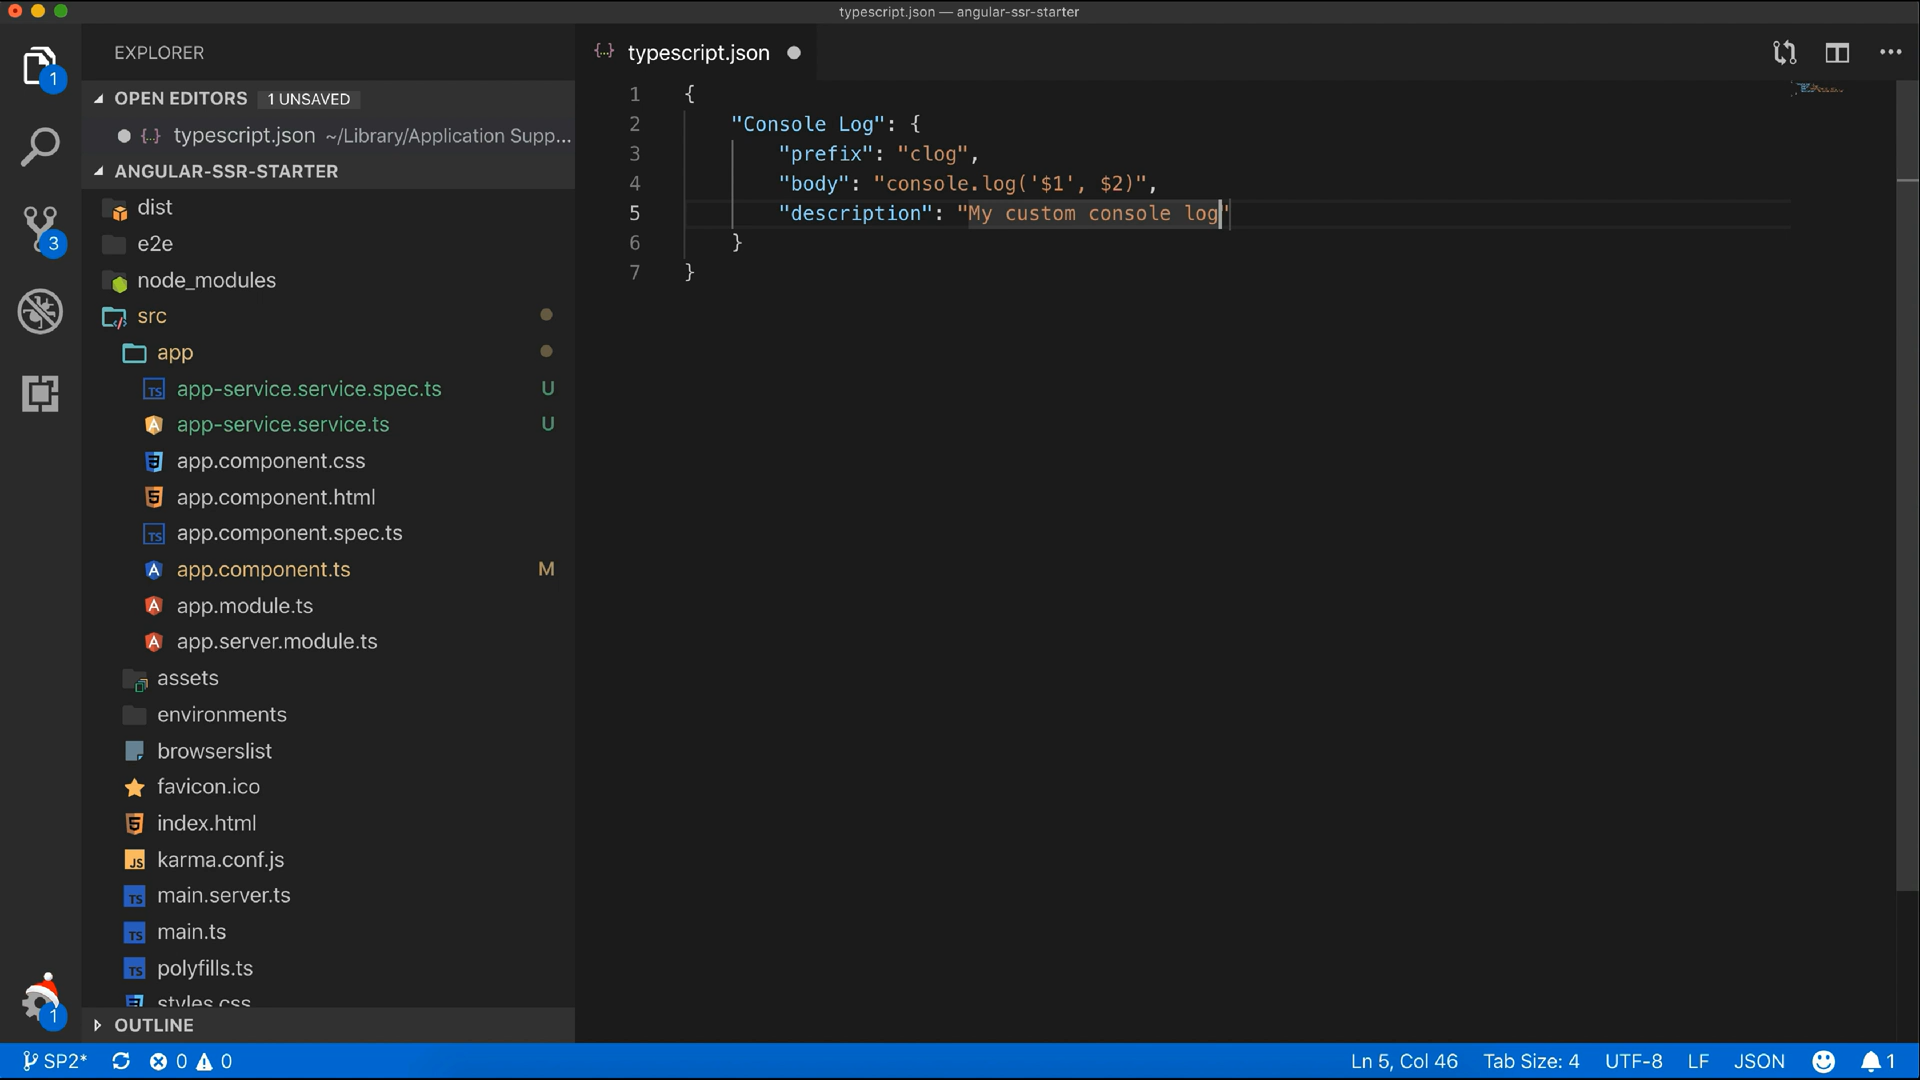 typescript.json — angular-ssr-starter
EXPLORER
OPEN EDITORS 1 UNSAVED
typescript.json ~/Library/Application Supp...
ANGULAR-SSR-STARTER
dist
e2e
node_modules
src
app
app-service.service.spec.ts U
app-service.service.ts U
app.component.css
app.component.html
app.component.spec.ts
app.component.ts M
app.module.ts
app.server.module.ts
assets
environments
browserslist
favicon.ico
index.html
karma.conf.js
main.server.ts
main.ts
polyfills.ts
styles.css
OUTLINE
1
3
1
{..} typescript.json
1 {
2 "Console Log": {
3 "prefix": "clog",
4 "body": "console.log('$1', $2)",
5 "description": "My custom console log"
6 }
7 }
SP2* 0 0
Ln 5, Col 46 Tab Size: 4 UTF-8 LF JSON 1